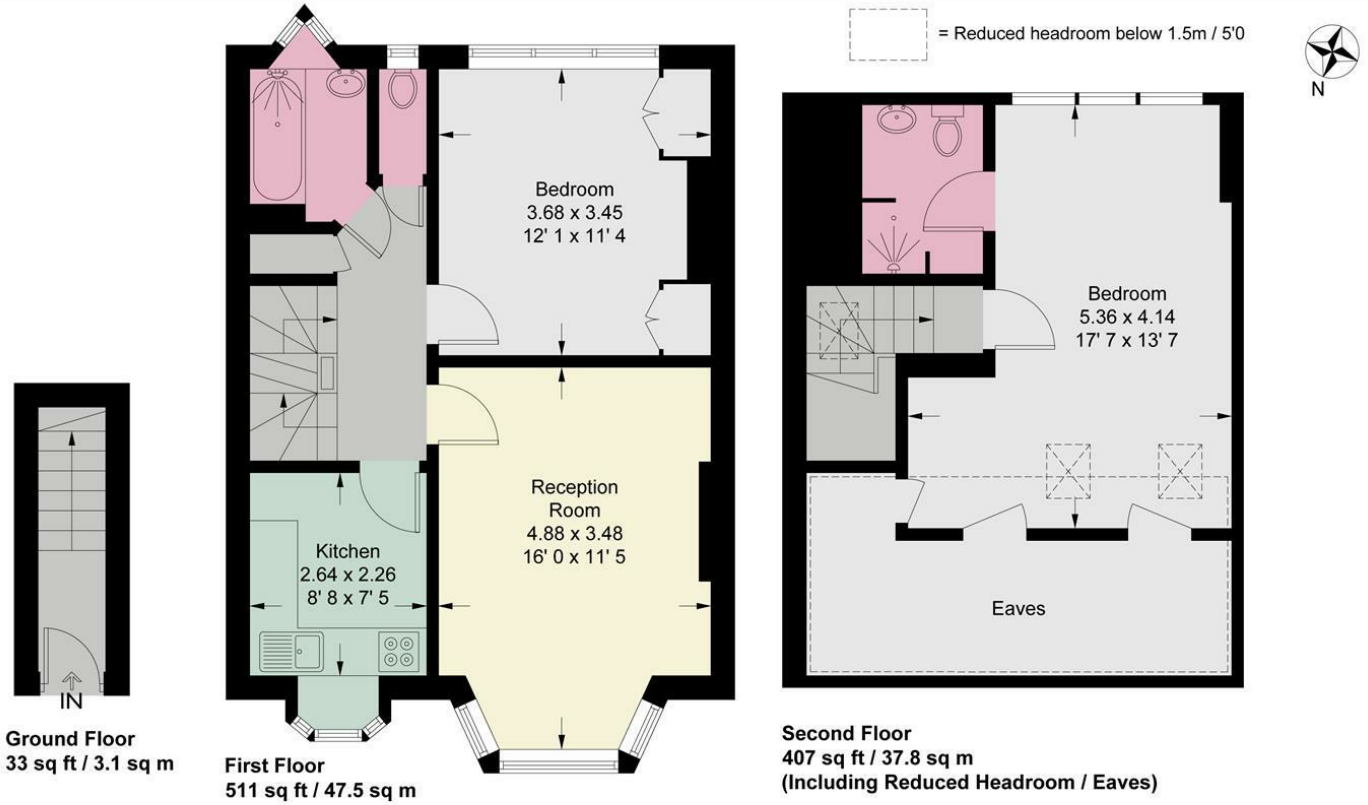 = Reduced headroom below 1.5m / 5'0
N
Bedroom
3.68 x 3.45
12' 1 x 11' 4
Bedroom
5.36 x 4.14
17' 7 x 13' 7
Reception
Room
4.88 x 3.48
16' 0 x 11' 5
Kitchen
2.64 x 2.26
8' 8 x 7' 5
Eaves
IN
Ground Floor
33 sq ft / 3.1 sq m
First Floor
511 sq ft / 47.5 sq m
Second Floor
407 sq ft / 37.8 sq m
(Including Reduced Headroom / Eaves)